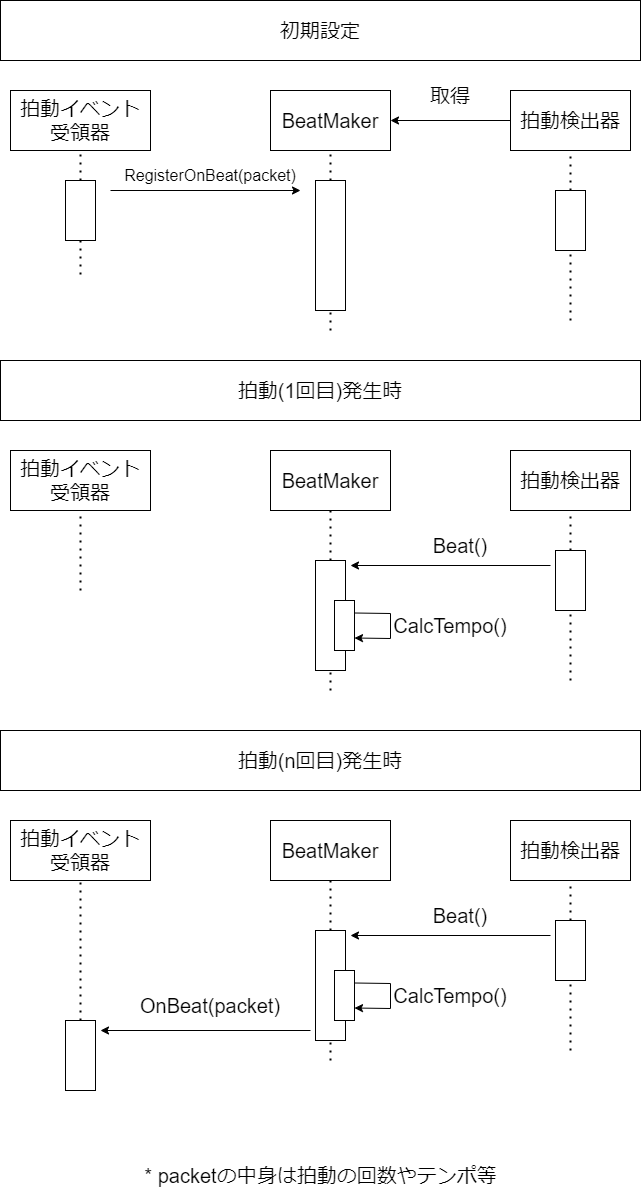 初期設定
拍動イベント
受領器
BeatMaker
取得
拍動検出器
RegisterOnBeat(packet)
拍動(1回目)発生時
拍動イベント
受領器
BeatMaker
拍動検出器
Beat()
CalcTempo()
拍動(n回目)発生時
拍動イベント
受領器
BeatMaker
拍動検出器
Beat()
CalcTempo()
OnBeat(packet)
* packetの中身は拍動の回数やテンポ等